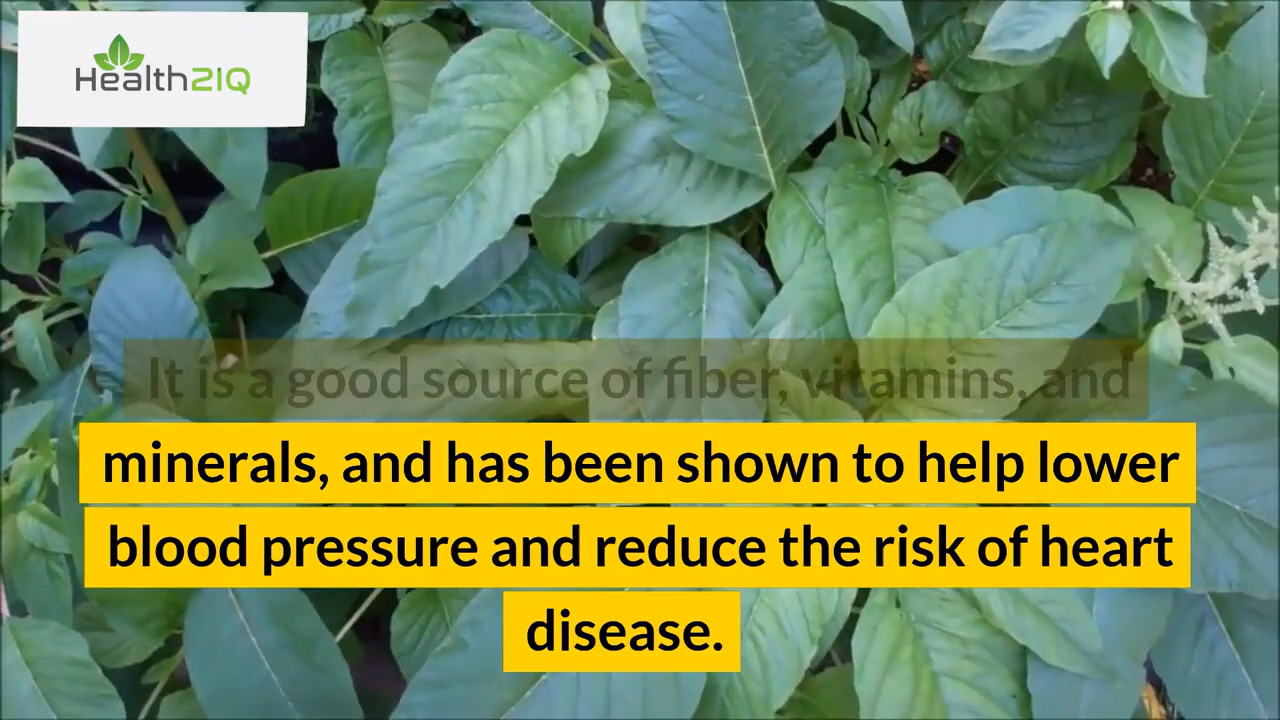 Health2IQ
It is a good source of fiber, vitamins, and
minerals, and has been shown to help lower
blood pressure and reduce the risk of heart
disease.